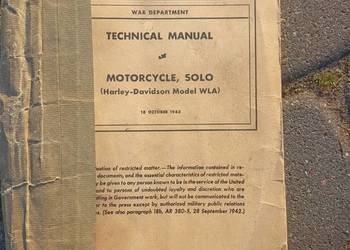 WAR DEPARTMENT
TECHNICAL MANUAL
MOTORCYCLE, SOLO
(Harley-Davidson Model WLA)
18 OCTOBER 1943
of restricted matter.—The information contained in re-
documents, and the essential characteristics of restricted mate-
y be given to any person known to be in the service of the United
and to persons of undoubted loyalty and discretion who are
ating in Government work, but will not be communicated to the
or to the press except by authorized military public relations
s. (See also paragraph 18b, AR 380-5, 28 September 1942.)